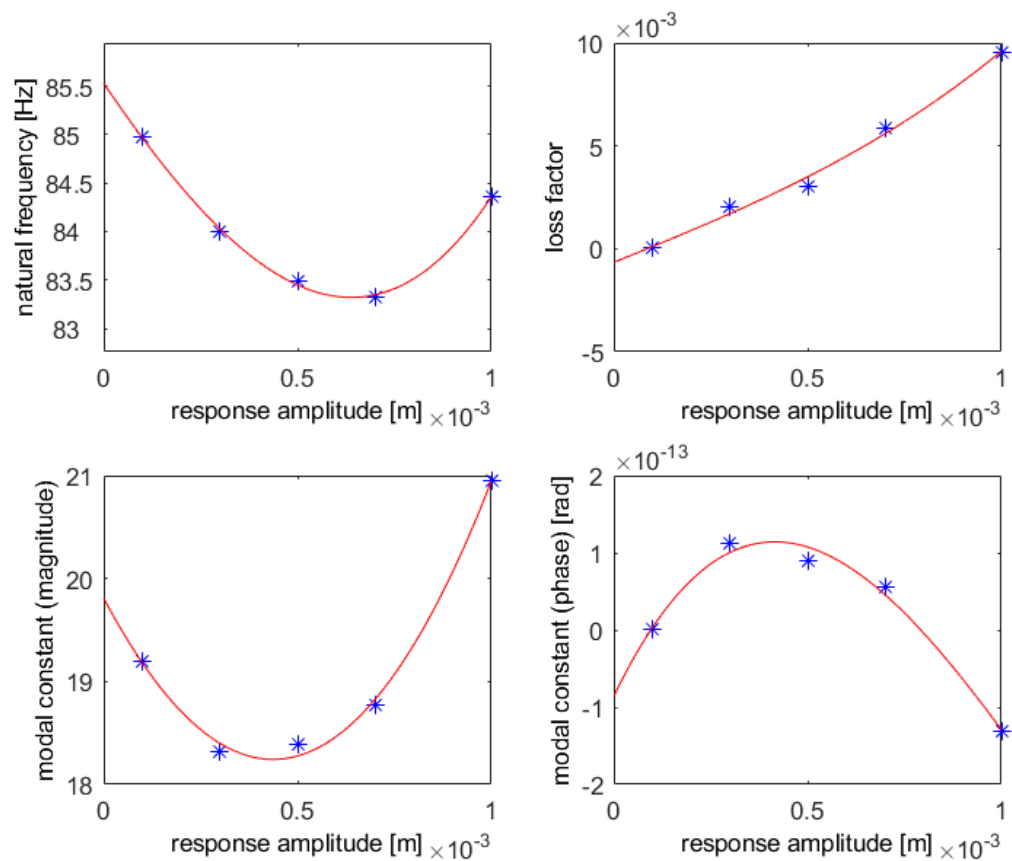 natural frequency [Hz]
85.5
85
84.5
84
83.5
83
0 0.5 1
response amplitude [m] ×10⁻³
×10⁻³
loss factor
10
5
0
-5
0 0.5 1
response amplitude [m] ×10⁻³
modal constant (magnitude)
21
20
19
18
0 0.5 1
response amplitude [m] ×10⁻³
×10⁻¹³
modal constant (phase) [rad]
2
1
0
-1
-2
0 0.5 1
response amplitude [m] ×10⁻³